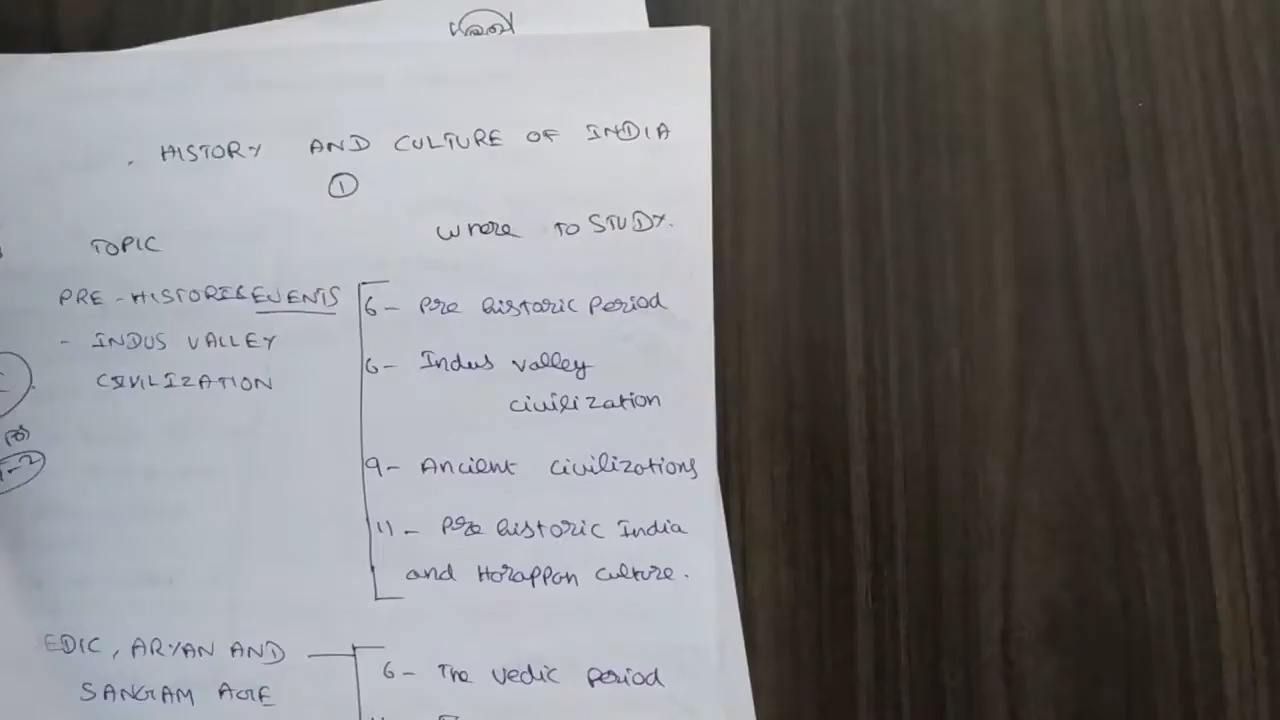 HISTORY AND CULTURE OF INDIA
1
TOPIC
where TO STUDY.
PRE-HISTORIC EVENTS
- INDUS VALLEY
CIVILIZATION
6- Pre historic Period
6- Indus valley
civilization
9- Ancient civilizations
11- Pre historic India
and Harappan culture.
EDIC, ARYAN AND
SANGAM AGE
6- The vedic period